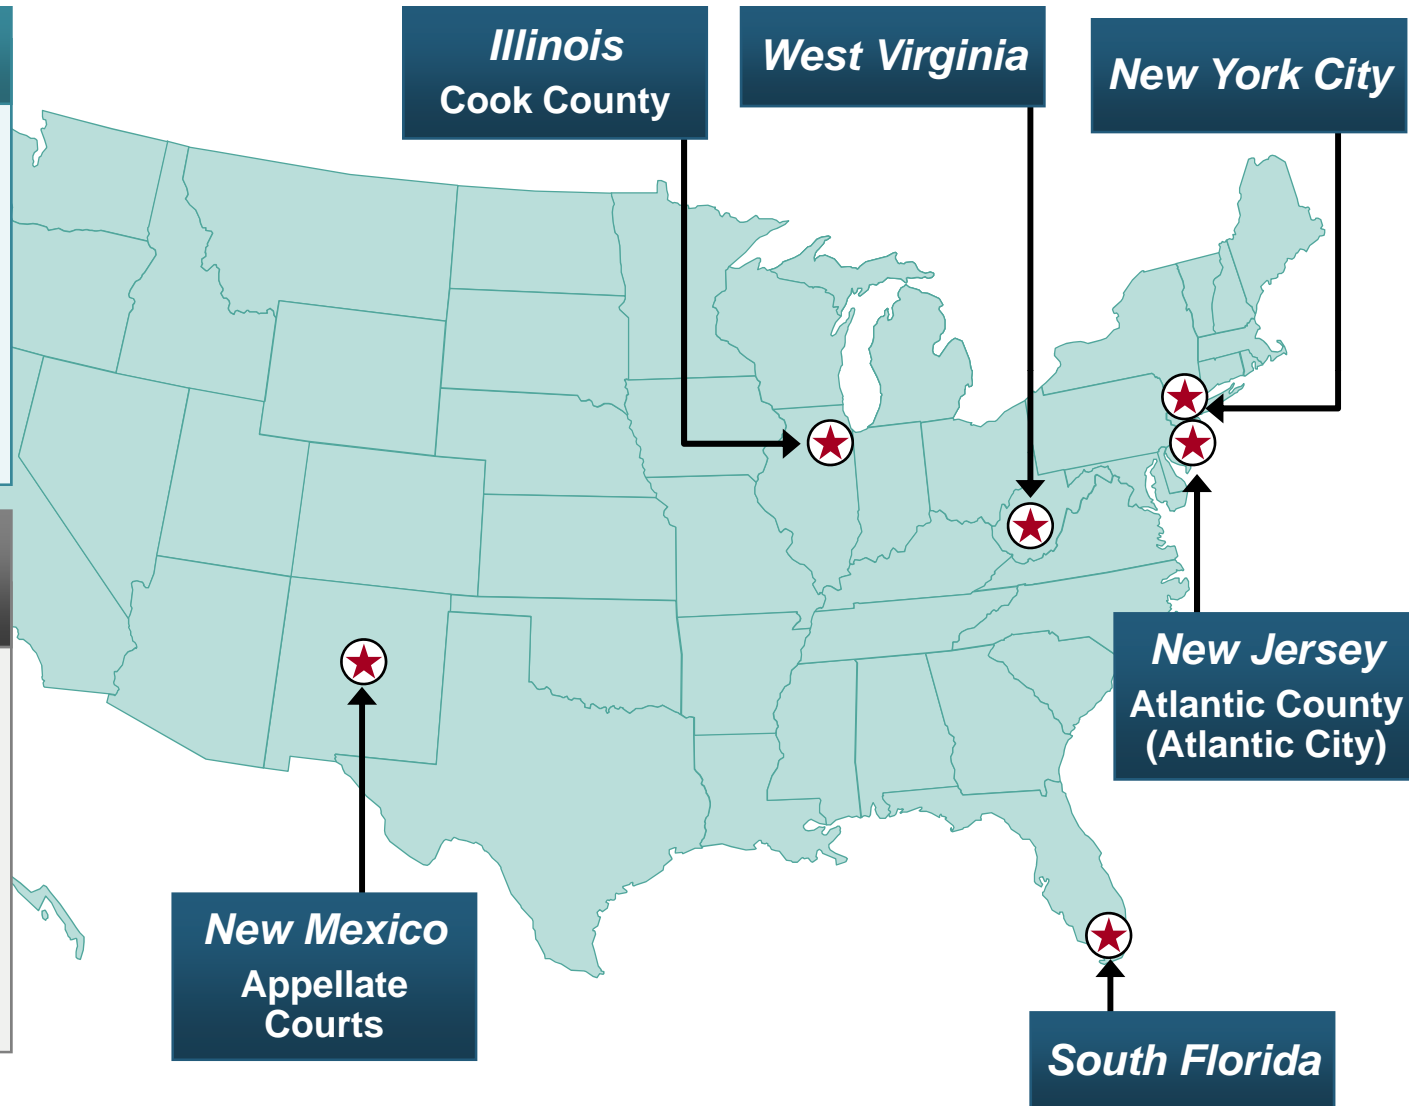 Illinois
Cook County
West Virginia
New York City
New Jersey
Atlantic County
(Atlantic City)
New Mexico
Appellate
Courts
South Florida